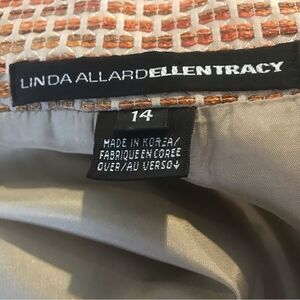 LINDA ALLARDELLENTRACY
14
MADE IN KOREA/
FABRIQUE EN COREE
OVER/AU VERSO↓